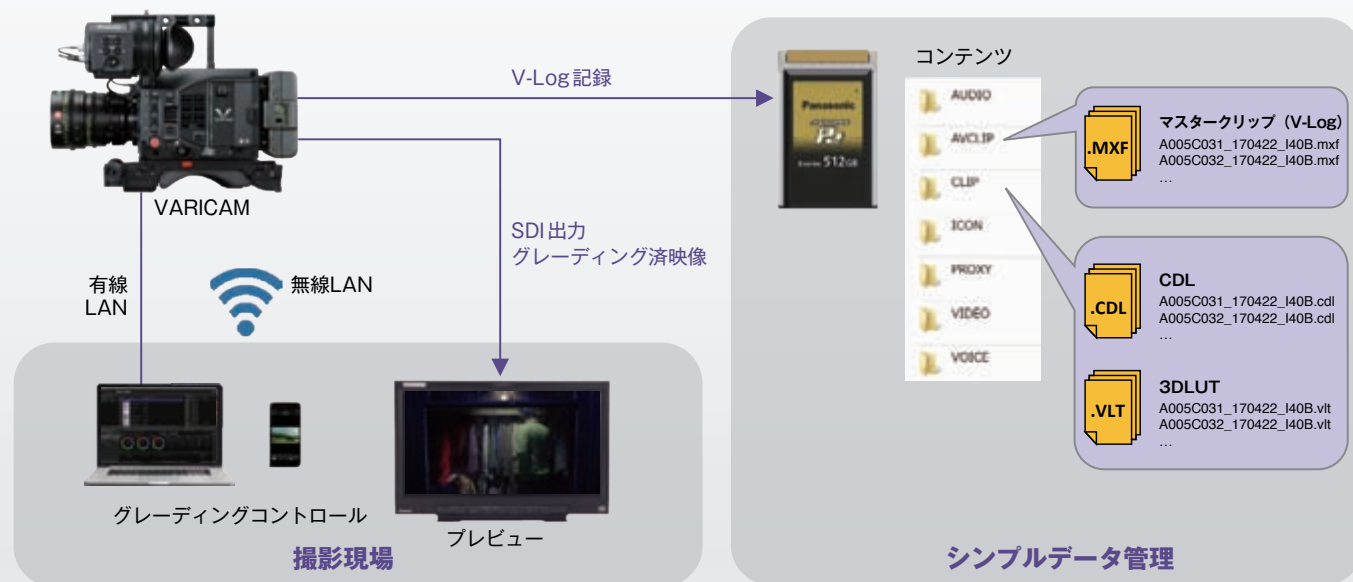 V-Log記録
VARICAM
SDI出力
グレーディング済映像
有線
LAN
無線LAN
グレーディングコントロール
プレビュー
撮影現場
Panasonic
P2
512GB
コンテンツ
AUDIO
AVCLIP
CLIP
ICON
PROXY
VIDEO
VOICE
.MXF
マスタークリップ（V-Log）
A005C031_170422_I40B.mxf
A005C032_170422_I40B.mxf
…
.CDL
CDL
A005C031_170422_I40B.cdl
A005C032_170422_I40B.cdl
…
.VLT
3DLUT
A005C031_170422_I40B.vlt
A005C032_170422_I40B.vlt
…
シンプルデータ管理